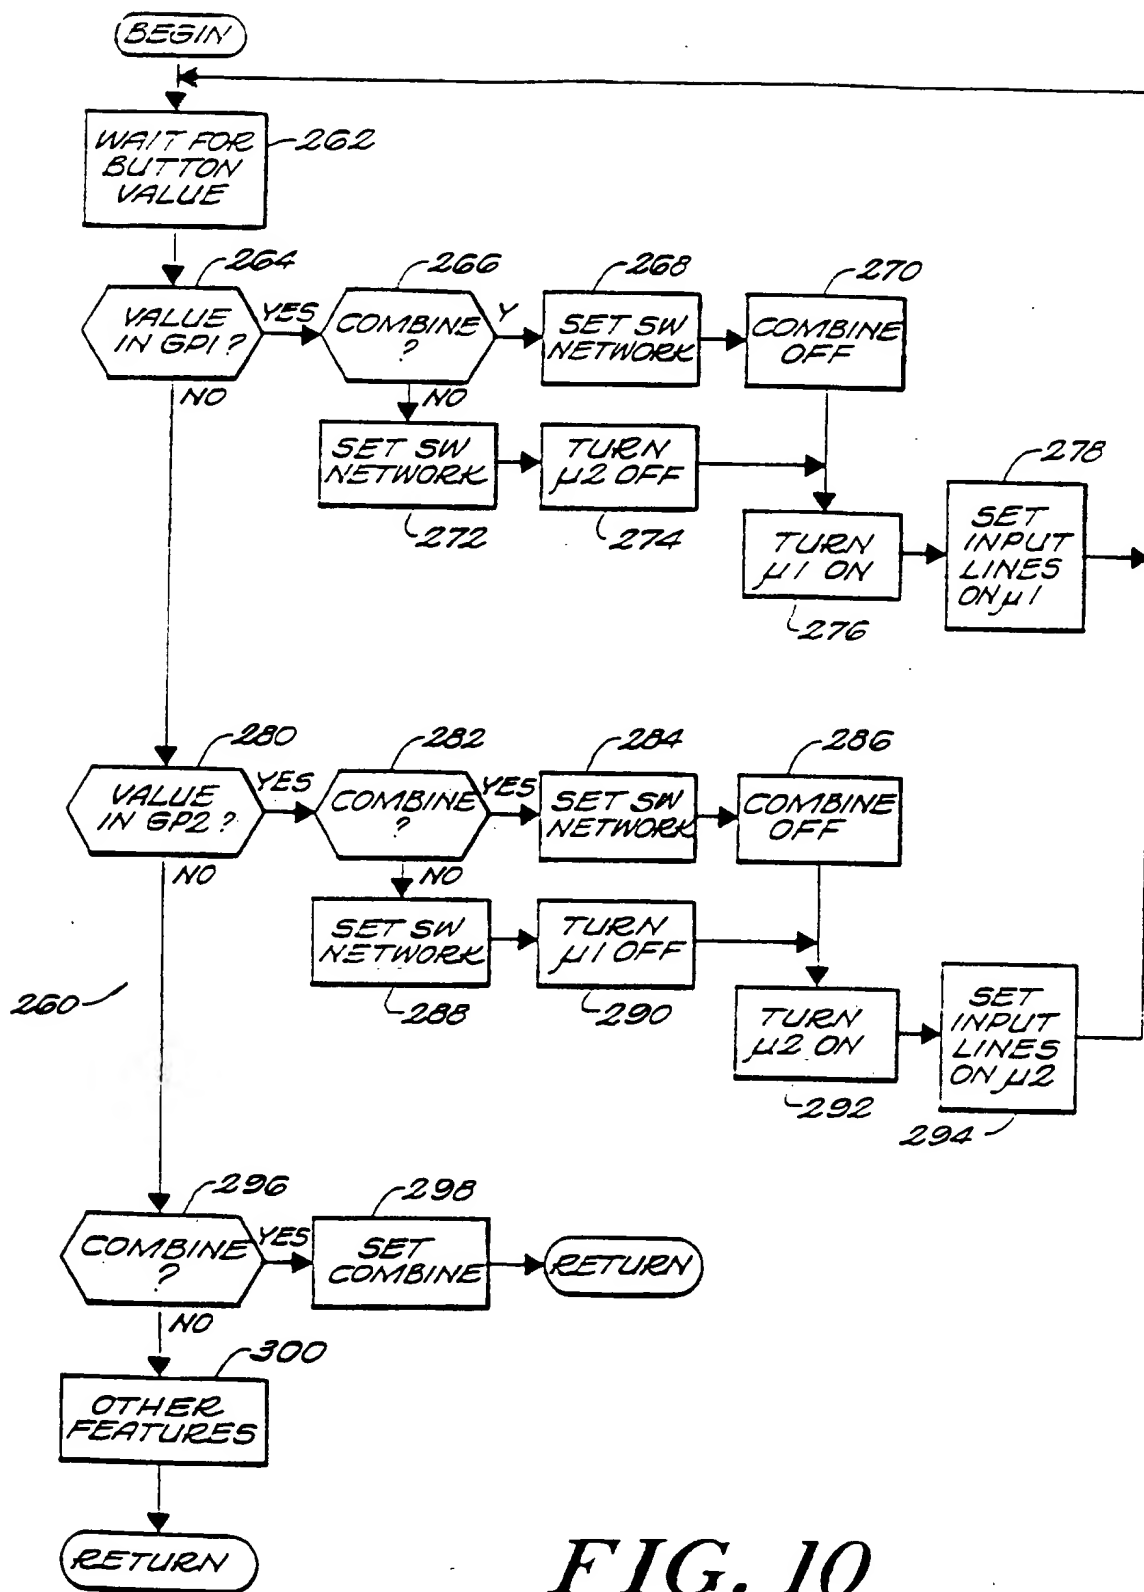 BEGIN
WAIT FOR
BUTTON
VALUE
262
264
VALUE
IN GP1 ?
YES
NO
266
COMBINE
?
Y
NO
268
SET SW
NETWORK
270
COMBINE
OFF
SET SW
NETWORK
272
TURN
μ2 OFF
274
TURN
μ1 ON
276
278
SET
INPUT
LINES
ON μ1
280
VALUE
IN GP2 ?
YES
NO
282
COMBINE
?
YES
NO
284
SET SW
NETWORK
286
COMBINE
OFF
SET SW
NETWORK
288
TURN
μ1 OFF
290
TURN
μ2 ON
292
SET
INPUT
LINES
ON μ2
294
260
296
COMBINE
?
YES
NO
298
SET
COMBINE
RETURN
300
OTHER
FEATURES
RETURN
FIG. 10